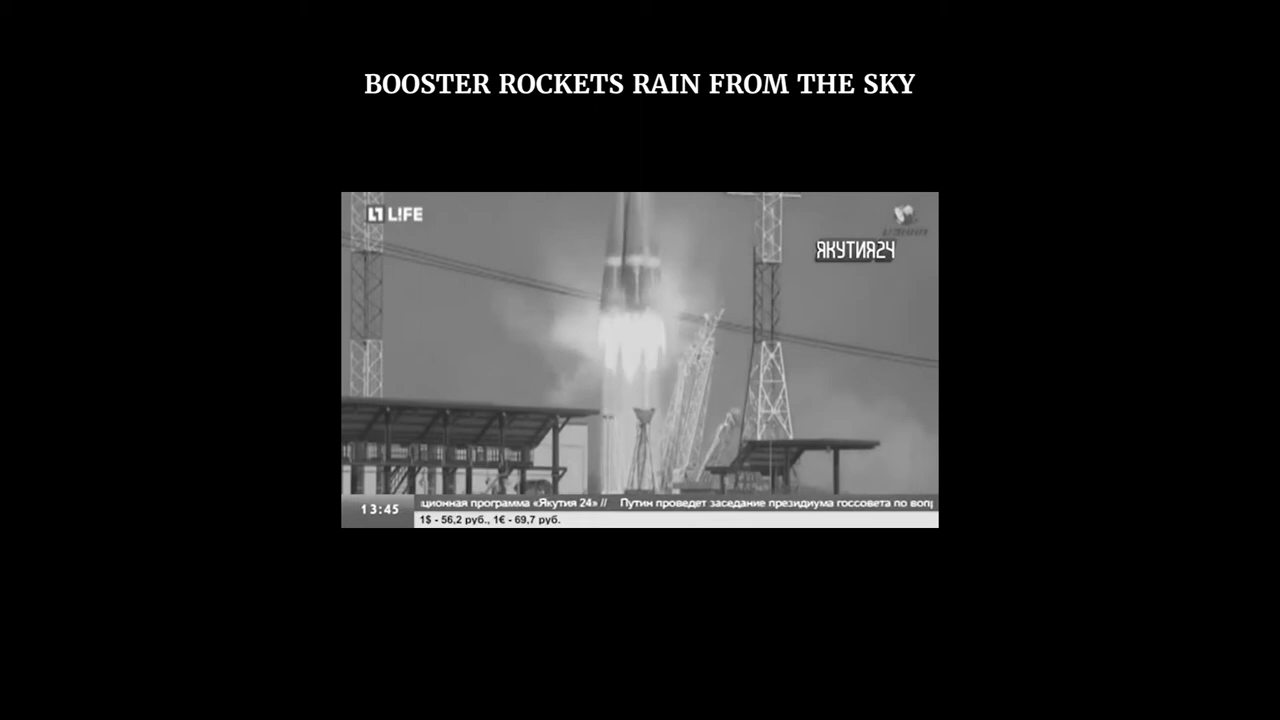 BOOSTER ROCKETS RAIN FROM THE SKY
L!FE
ЯКУТИЯ24
13:45
ционная программа «Якутия 24» // Путин проведет заседание президиума госсовета по вопр
1$ - 56,2 руб., 1€ - 69,7 руб.